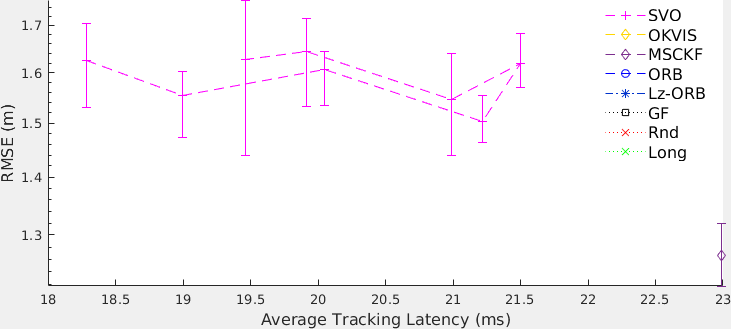 1.7
1.6
1.5
1.4
1.3
RMSE (m)
18 18.5 19 19.5 20 20.5 21 21.5 22 22.5 23
Average Tracking Latency (ms)
SVO
OKVIS
MSCKF
ORB
Lz-ORB
GF
Rnd
Long